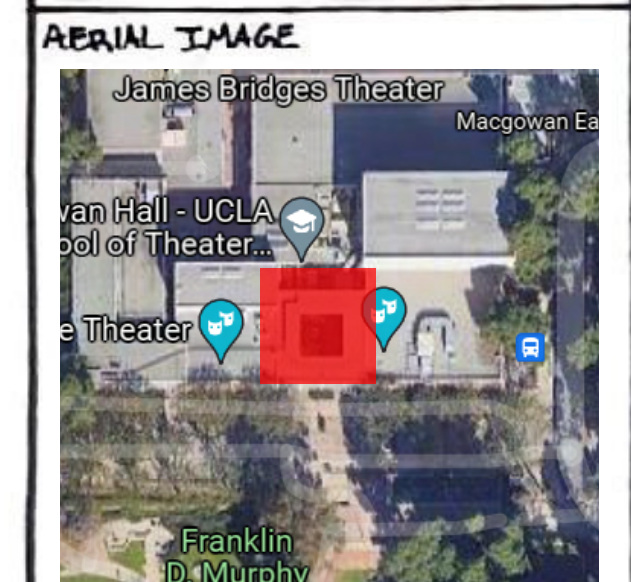 AERIAL IMAGE
James Bridges Theater
Macgowan Ea
wan Hall - UCLA
ool of Theater...
e Theater
Franklin
D. Murphy